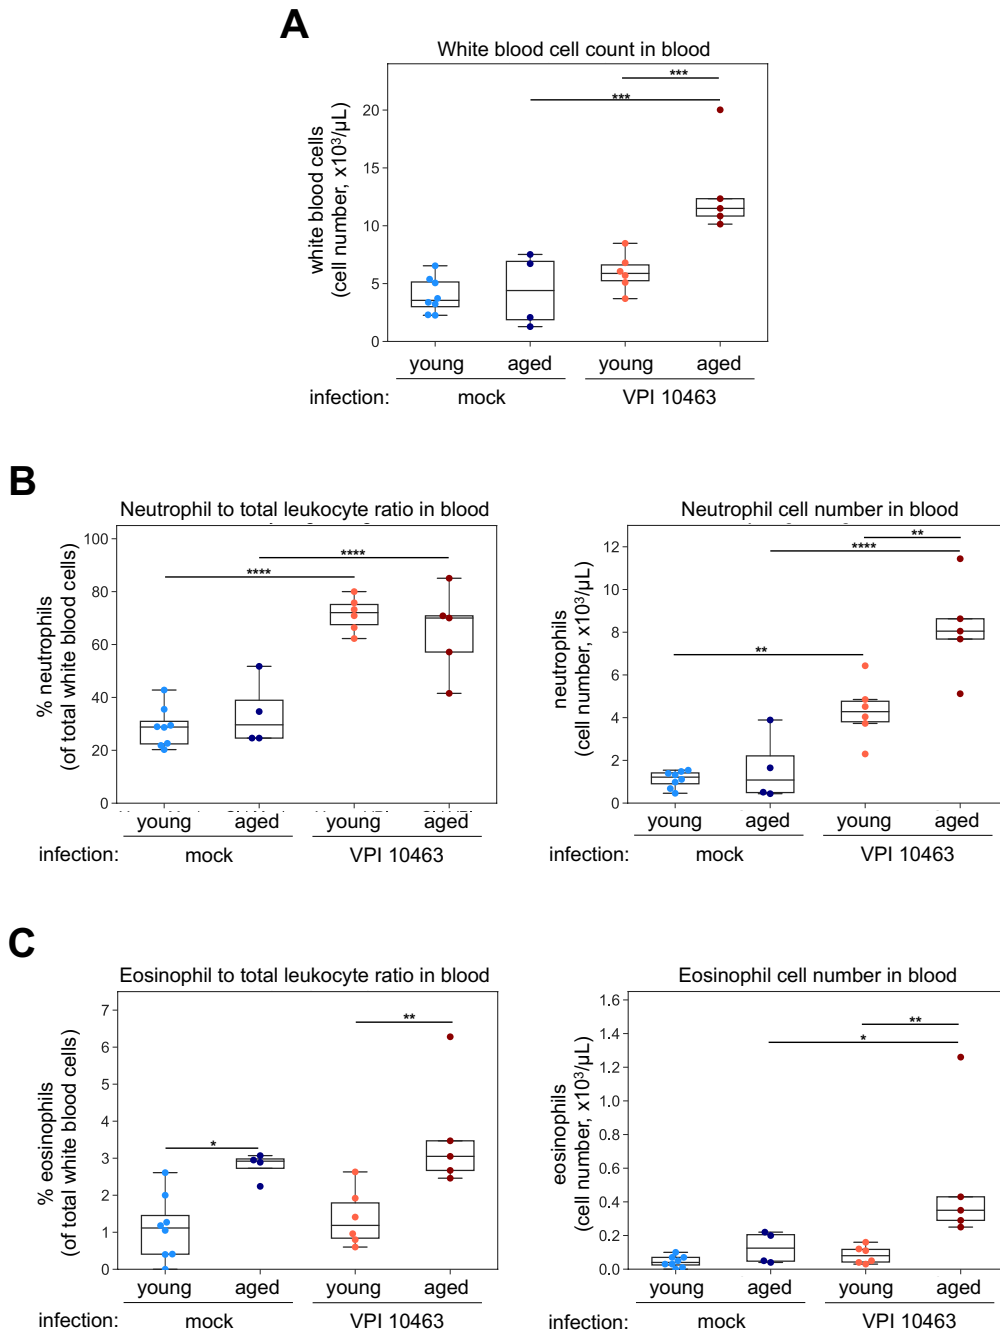 A
White blood cell count in blood
white blood cells
(cell number, x10³/µL)
20
15
10
5
0
***
***
young aged young aged
infection: mock VPI 10463
B
Neutrophil to total leukocyte ratio in blood
% neutrophils
(of total white blood cells)
100
80
60
40
20
0
****
****
young aged young aged
infection: mock VPI 10463
Neutrophil cell number in blood
neutrophils
(cell number, x10³/µL)
12
10
8
6
4
2
0
**
****
**
young aged young aged
infection: mock VPI 10463
C
Eosinophil to total leukocyte ratio in blood
% eosinophils
(of total white blood cells)
7
6
5
4
3
2
1
0
**
*
young aged young aged
infection: mock VPI 10463
Eosinophil cell number in blood
eosinophils
(cell number, x10³/µL)
1.6
1.4
1.2
1.0
0.8
0.6
0.4
0.2
0.0
**
*
young aged young aged
infection: mock VPI 10463